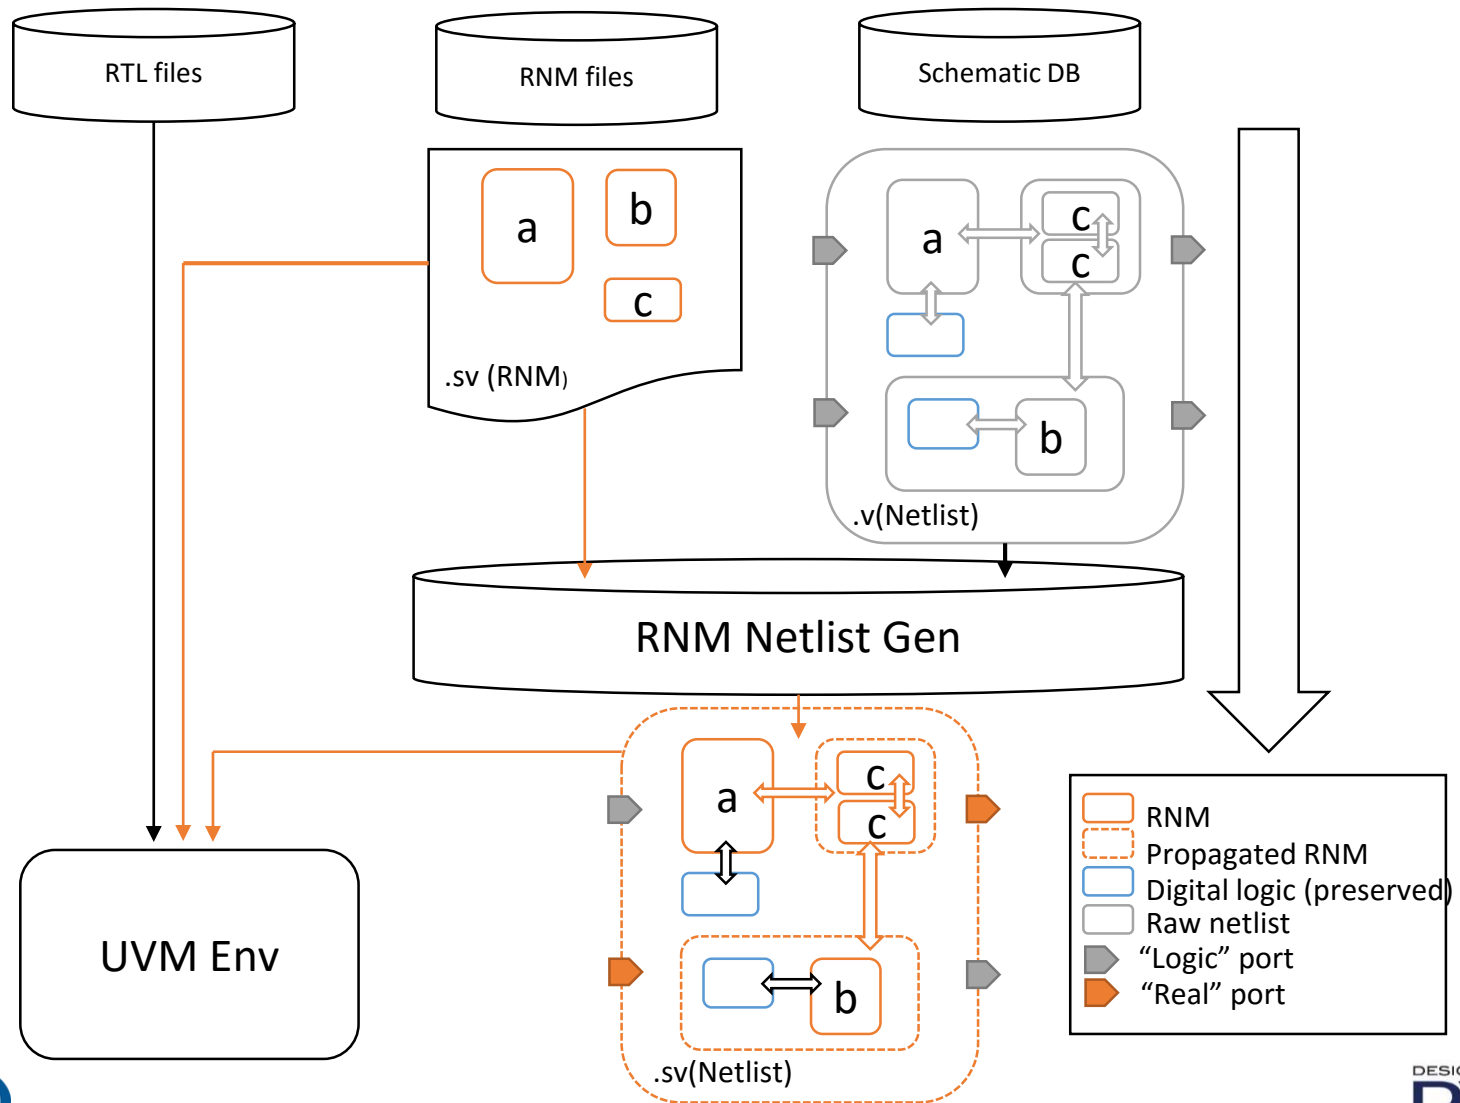 RTL files
RNM files
Schematic DB
a
b
c
.sv (RNM)
a
c
c
b
.v(Netlist)
RNM Netlist Gen
a
c
c
b
.sv(Netlist)
UVM Env
RNM
Propagated RNM
Digital logic (preserved)
Raw netlist
“Logic” port
“Real” port